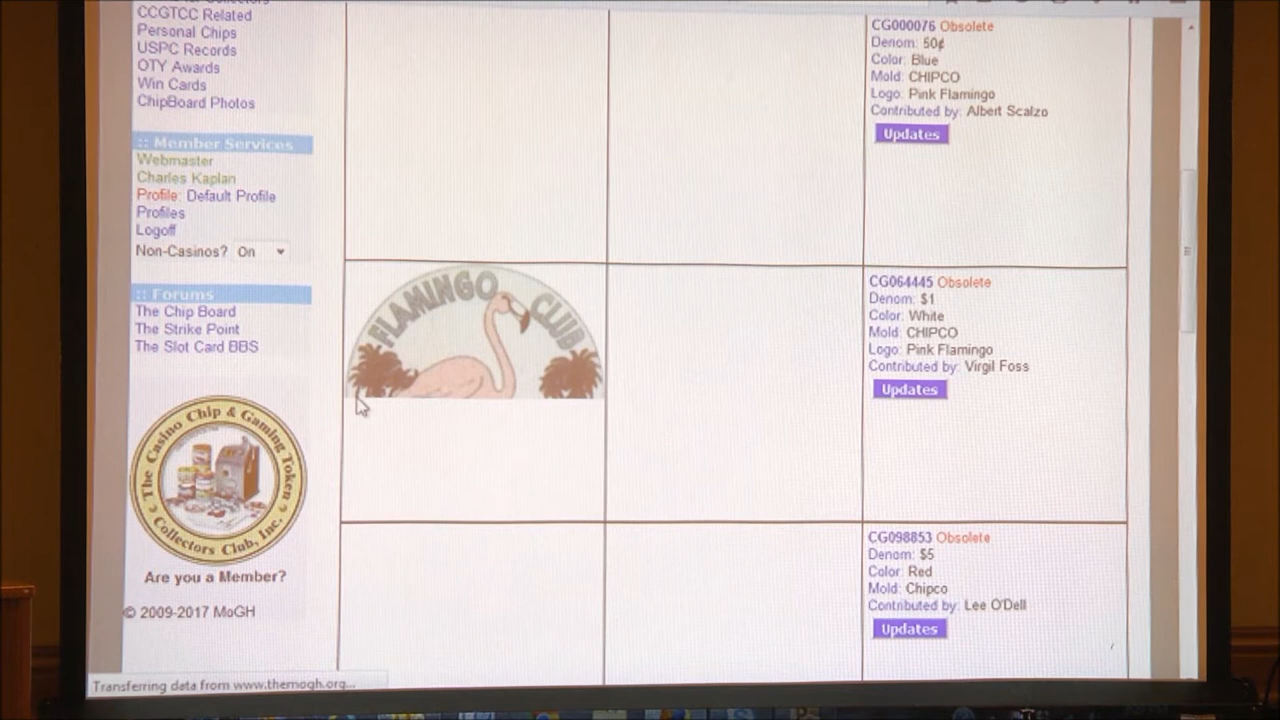 CCGTCC Related
Personal Chips
USPC Records
OTY Awards
Win Cards
ChipBoard Photos
:: Member Services
Webmaster
Charles Kaplan
Profile: Default Profile
Profiles
Logoff
Non-Casinos? On
:: Forums
The Chip Board
The Strike Point
The Slot Card BBS
The Casino Chip & Gaming Token
Collectors Club, Inc.
Are you a Member?
© 2009-2017 MoGH
Transferring data from www.themogh.org...
FLAMINGO CLUB
CG000076 Obsolete
Denom: 50¢
Color: Blue
Mold: CHIPCO
Logo: Pink Flamingo
Contributed by: Albert Scalzo
Updates
CG064445 Obsolete
Denom: $1
Color: White
Mold: CHIPCO
Logo: Pink Flamingo
Contributed by: Virgil Foss
Updates
CG098853 Obsolete
Denom: $5
Color: Red
Mold: Chipco
Contributed by: Lee O'Dell
Updates